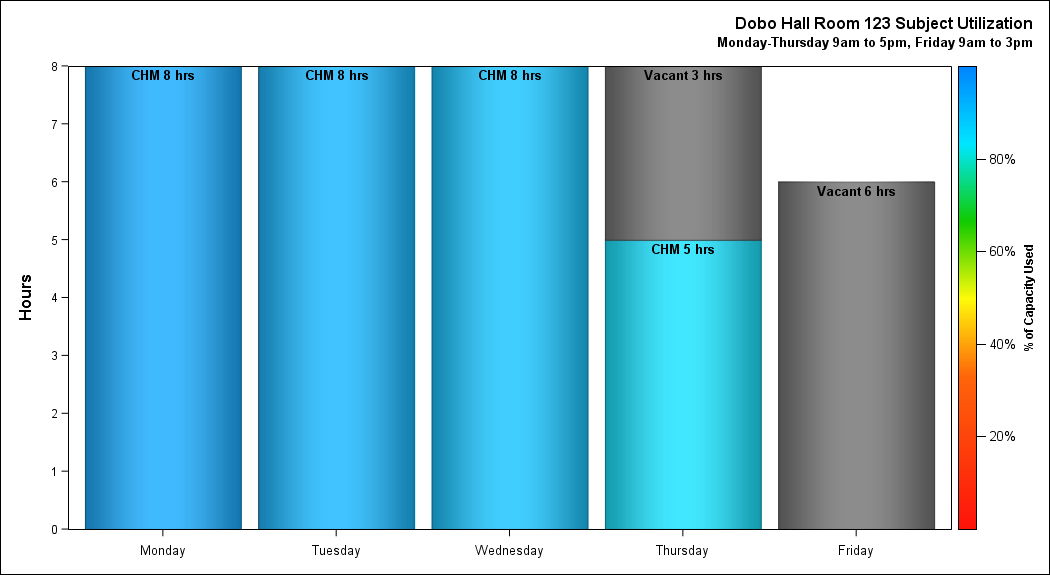 Dobo Hall Room 123 Subject Utilization
Monday-Thursday 9am to 5pm, Friday 9am to 3pm
8
7
6
5
4
3
2
1
0
Hours
CHM 8 hrs
CHM 8 hrs
CHM 8 hrs
Vacant 3 hrs
CHM 5 hrs
Vacant 6 hrs
Monday
Tuesday
Wednesday
Thursday
Friday
80%
60%
40%
20%
% of Capacity Used